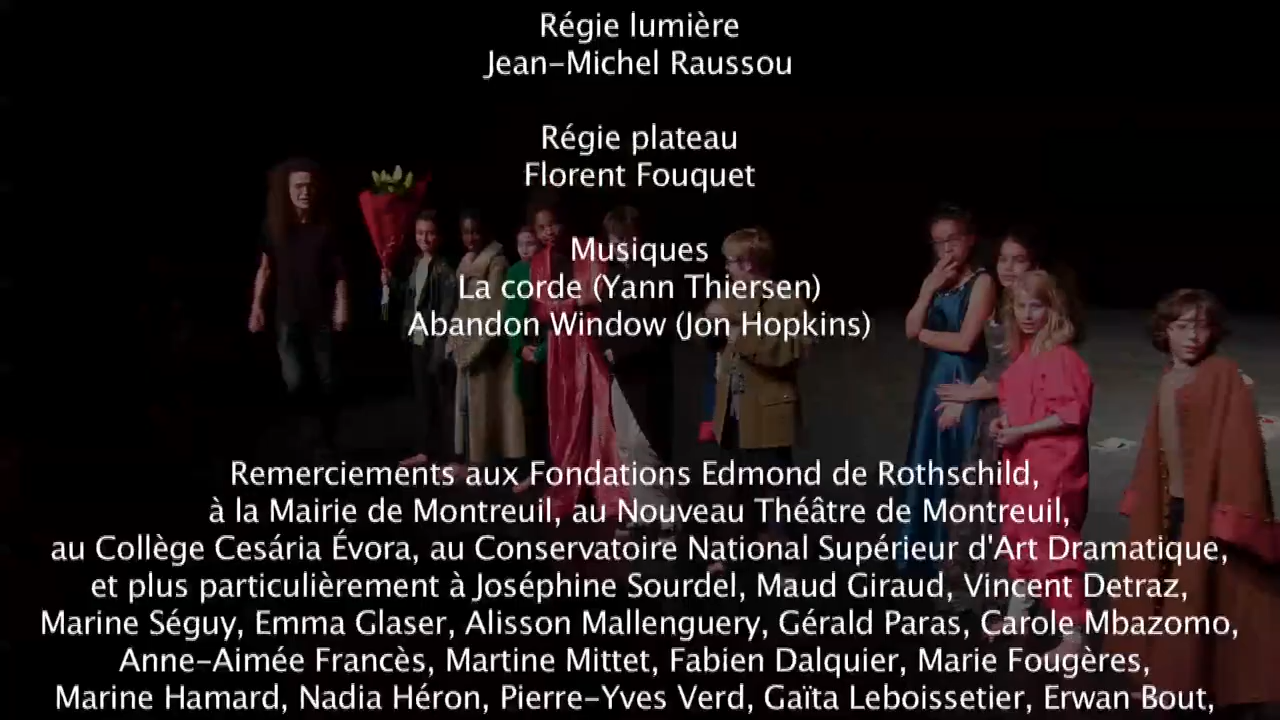 Régie lumière
Jean-Michel Raussou
Régie plateau
Florent Fouquet
Musiques
La corde (Yann Thiersen)
Abandon Window (Jon Hopkins)
Remerciements aux Fondations Edmond de Rothschild,
à la Mairie de Montreuil, au Nouveau Théâtre de Montreuil,
au Collège Cesária Évora, au Conservatoire National Supérieur d'Art Dramatique,
et plus particulièrement à Joséphine Sourdel, Maud Giraud, Vincent Detraz,
Marine Séguy, Emma Glaser, Alisson Mallenguery, Gérald Paras, Carole Mbazomo,
Anne-Aimée Francès, Martine Mittet, Fabien Dalquier, Marie Fougères,
Marine Hamard, Nadia Héron, Pierre-Yves Verd, Gaïta Leboissetier, Erwan Bout,